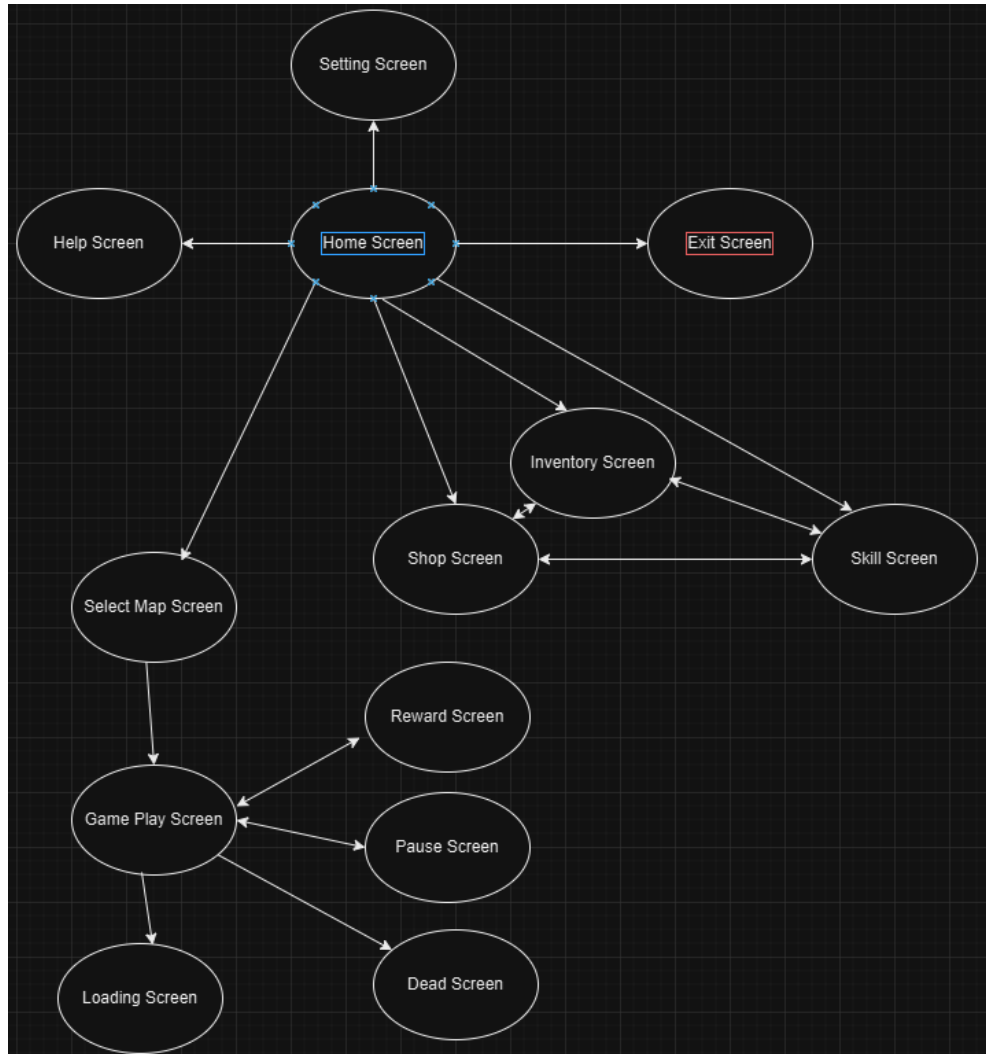 Setting Screen
Help Screen
Home Screen
Exit Screen
Inventory Screen
Shop Screen
Skill Screen
Select Map Screen
Reward Screen
Game Play Screen
Pause Screen
Dead Screen
Loading Screen